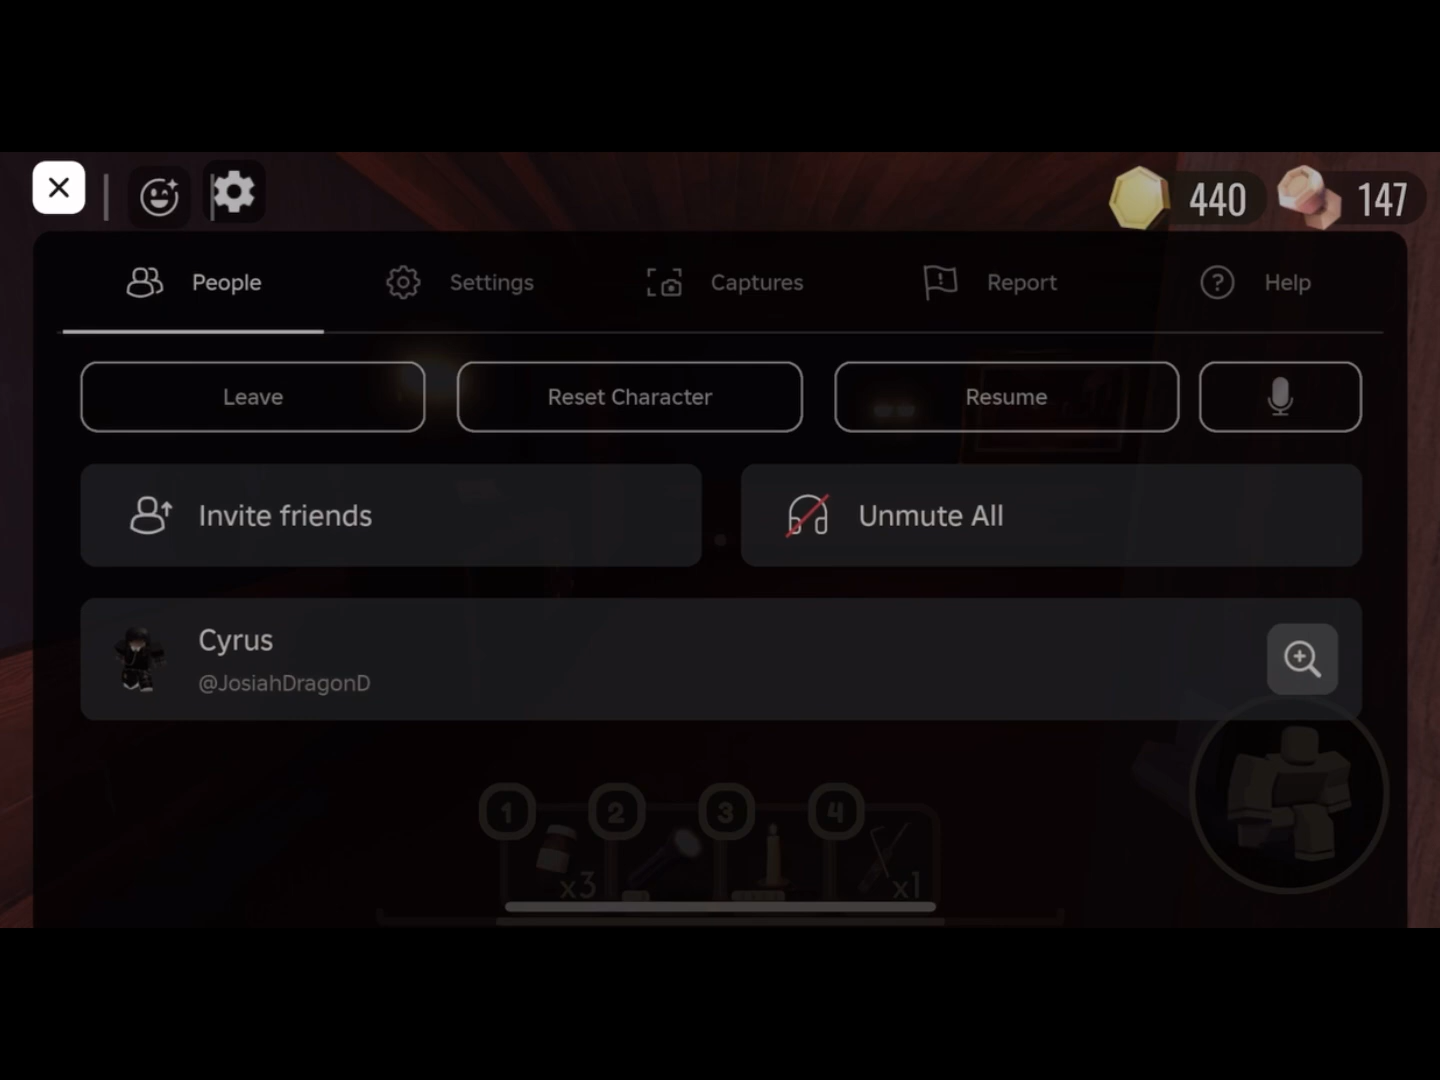 440
147
People
Settings
Captures
Report
Help
Leave
Reset Character
Resume
Invite friends
Unmute All
Cyrus
@JosiahDragonD
1
2
3
4
x3
x1